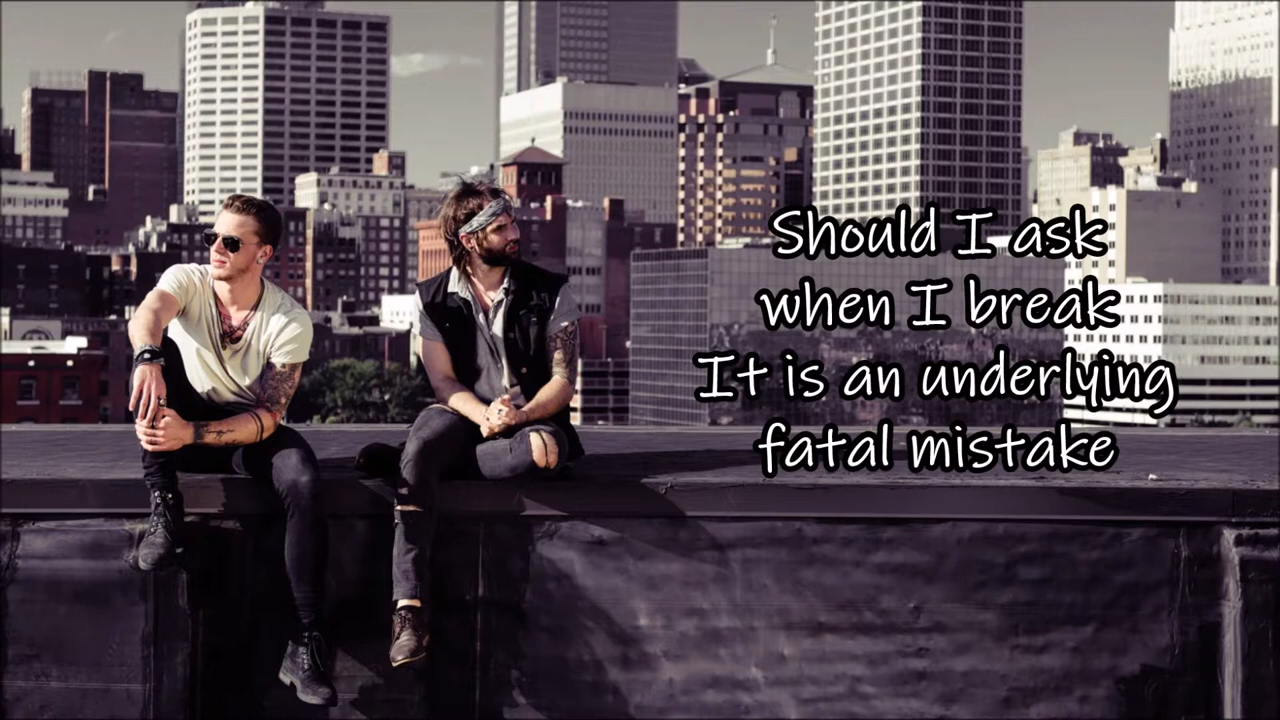 Should I ask
when I break
It is an underlying
fatal mistake